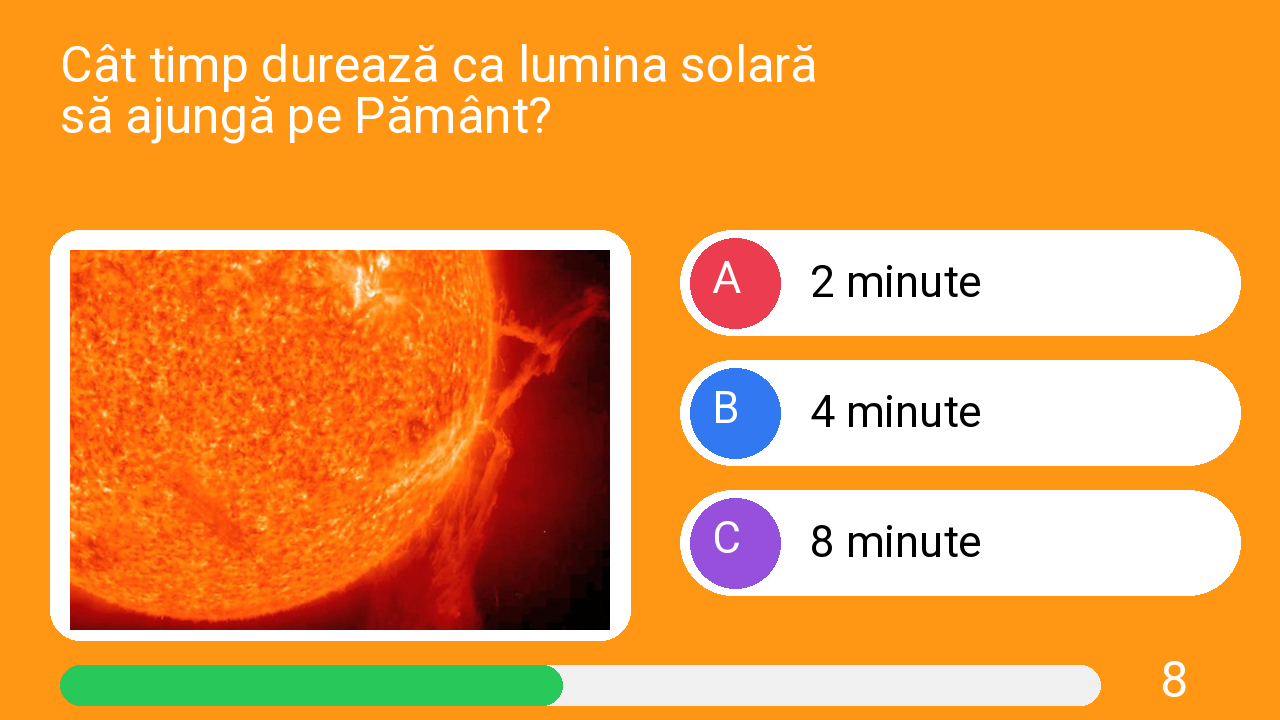 Cât timp durează ca lumina solară
să ajungă pe Pământ?
A 2 minute
B 4 minute
C 8 minute
8